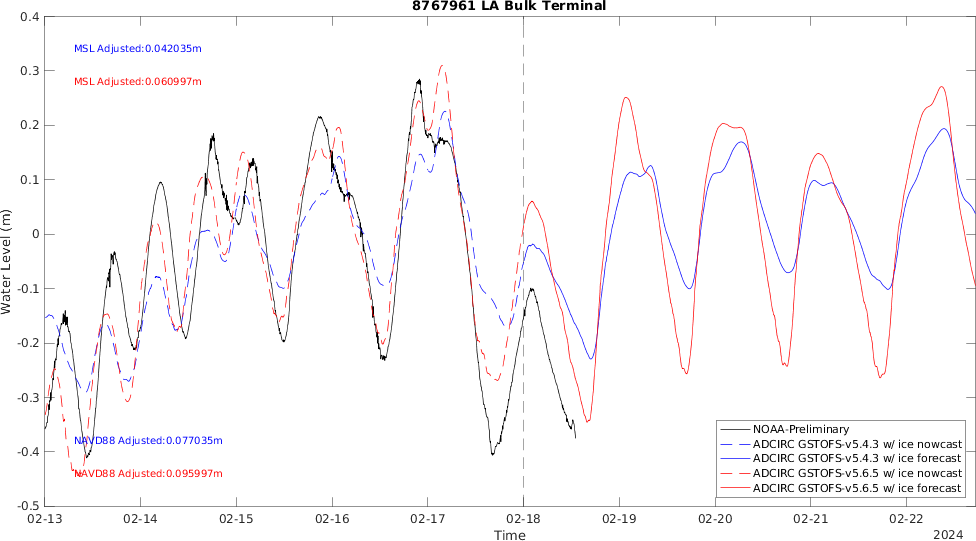 8767961 LA Bulk Terminal
0.4
MSL Adjusted:0.042035m
0.3
MSL Adjusted:0.060997m
0.2
0.1
0
Water Level (m)
-0.1
-0.2
-0.3
NAVD88 Adjusted:0.077035m
-0.4
NAVD88 Adjusted:0.095997m
-0.5
NOAA-Preliminary
ADCIRC GSTOFS-v5.4.3 w/ ice nowcast
ADCIRC GSTOFS-v5.4.3 w/ ice forecast
ADCIRC GSTOFS-v5.6.5 w/ ice nowcast
ADCIRC GSTOFS-v5.6.5 w/ ice forecast
02-13 02-14 02-15 02-16 02-17 02-18 02-19 02-20 02-21 02-22
Time
2024